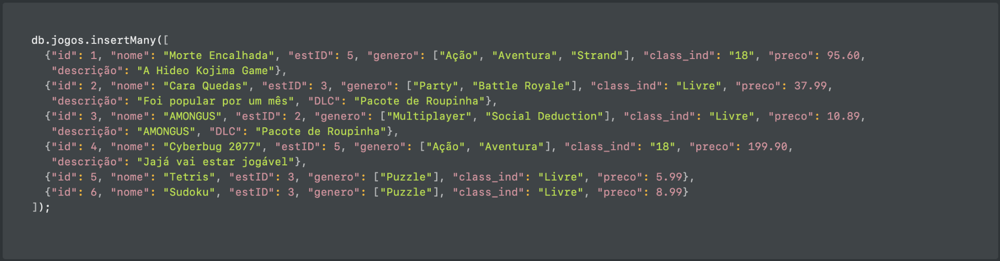 db.jogos.insertMany([
  {"id": 1, "nome": "Morte Encalhada", "estID": 5, "genero": ["Ação", "Aventura", "Strand"], "class_ind": "18", "preco": 95.60,
   "descrição": "A Hideo Kojima Game"},
  {"id": 2, "nome": "Cara Quedas", "estID": 3, "genero": ["Party", "Battle Royale"], "class_ind": "Livre", "preco": 37.99,
   "descrição": "Foi popular por um mês", "DLC": "Pacote de Roupinha"},
  {"id": 3, "nome": "AMONGUS", "estID": 2, "genero": ["Multiplayer", "Social Deduction"], "class_ind": "Livre", "preco": 10.89,
   "descrição": "AMONGUS", "DLC": "Pacote de Roupinha"},
  {"id": 4, "nome": "Cyberbug 2077", "estID": 5, "genero": ["Ação", "Aventura"], "class_ind": "18", "preco": 199.90,
   "descrição": "Jajá vai estar jogável"},
  {"id": 5, "nome": "Tetris", "estID": 3, "genero": ["Puzzle"], "class_ind": "Livre", "preco": 5.99},
  {"id": 6, "nome": "Sudoku", "estID": 3, "genero": ["Puzzle"], "class_ind": "Livre", "preco": 8.99}
]);